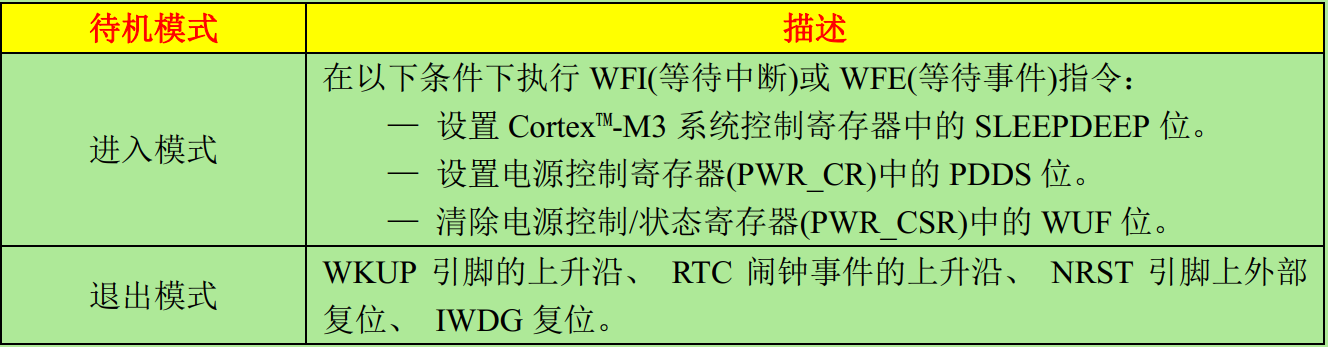 待机模式
描述
进入模式
在以下条件下执行 WFI(等待中断)或 WFE(等待事件)指令：
— 设置 Cortex™-M3 系统控制寄存器中的 SLEEPDEEP 位。
— 设置电源控制寄存器(PWR_CR)中的 PDDS 位。
— 清除电源控制/状态寄存器(PWR_CSR)中的 WUF 位。
退出模式
WKUP 引脚的上升沿、 RTC 闹钟事件的上升沿、 NRST 引脚上外部
复位、 IWDG 复位。